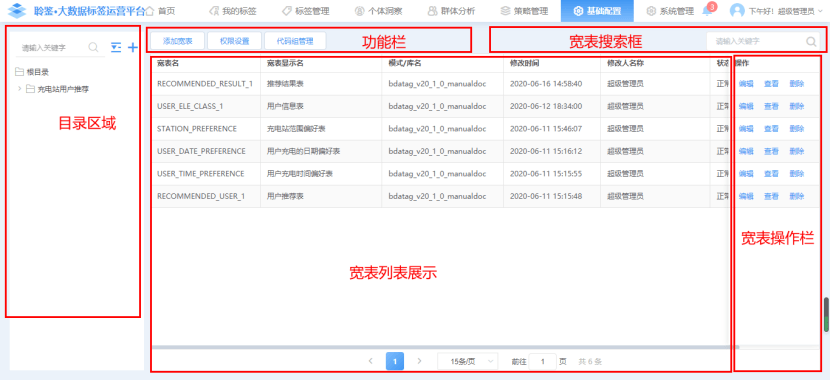 聆鉴•大数据标签运营平台
首页
我的标签
标签管理
个体洞察
群体分析
策略管理
基础配置
系统管理
3
下午好！超级管理员
请输入关键字
根目录
充电站用户推荐
目录区域
添加宽表
权限设置
代码组管理
功能栏
宽表搜索框
请输入关键字
宽表名 宽表显示名 模式/库名 修改时间 修改人名称 状态 操作
RECOMMENDED_RESULT_1 推荐结果表 bdatag_v20_1_0_manualdoc 2020-06-16 14:58:40 超级管理员 正常 编辑 查看 删除
USER_ELE_CLASS_1 用户信息表 bdatag_v20_1_0_manualdoc 2020-06-12 18:34:00 超级管理员 正常 编辑 查看 删除
STATION_PREFERENCE 充电站范围偏好表 bdatag_v20_1_0_manualdoc 2020-06-11 15:46:07 超级管理员 正常 编辑 查看 删除
USER_DATE_PREFERENCE 用户充电的日期偏好表 bdatag_v20_1_0_manualdoc 2020-06-11 15:16:12 超级管理员 正常 编辑 查看 删除
USER_TIME_PREFERENCE 用户充电时间偏好表 bdatag_v20_1_0_manualdoc 2020-06-11 15:15:55 超级管理员 正常 编辑 查看 删除
RECOMMENDED_USER_1 用户推荐表 bdatag_v20_1_0_manualdoc 2020-06-11 15:15:48 超级管理员 正常 编辑 查看 删除
宽表操作栏
宽表列表展示
1 15条/页 前往 1 页 共 6 条